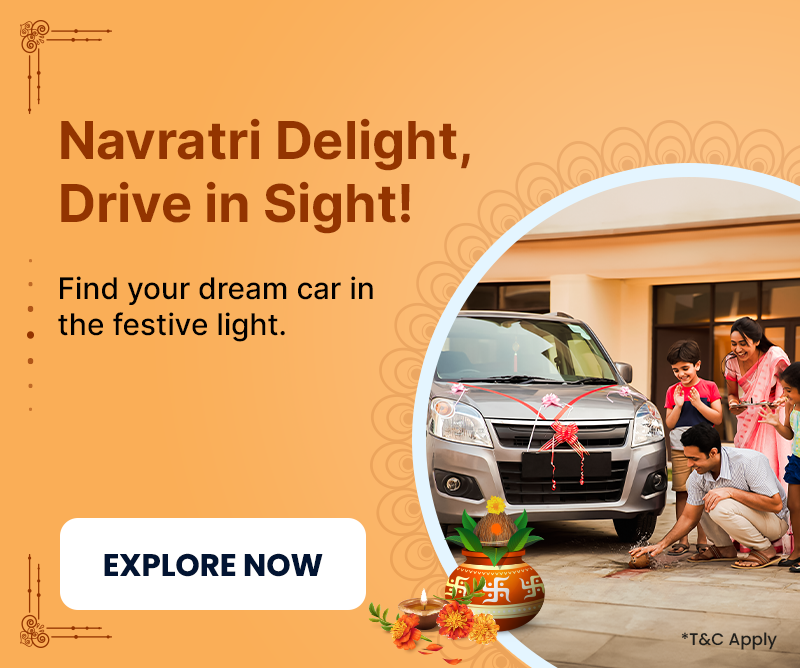 Navratri Delight,
Drive in Sight!
Find your dream car in
the festive light.
EXPLORE NOW
*T&C Apply